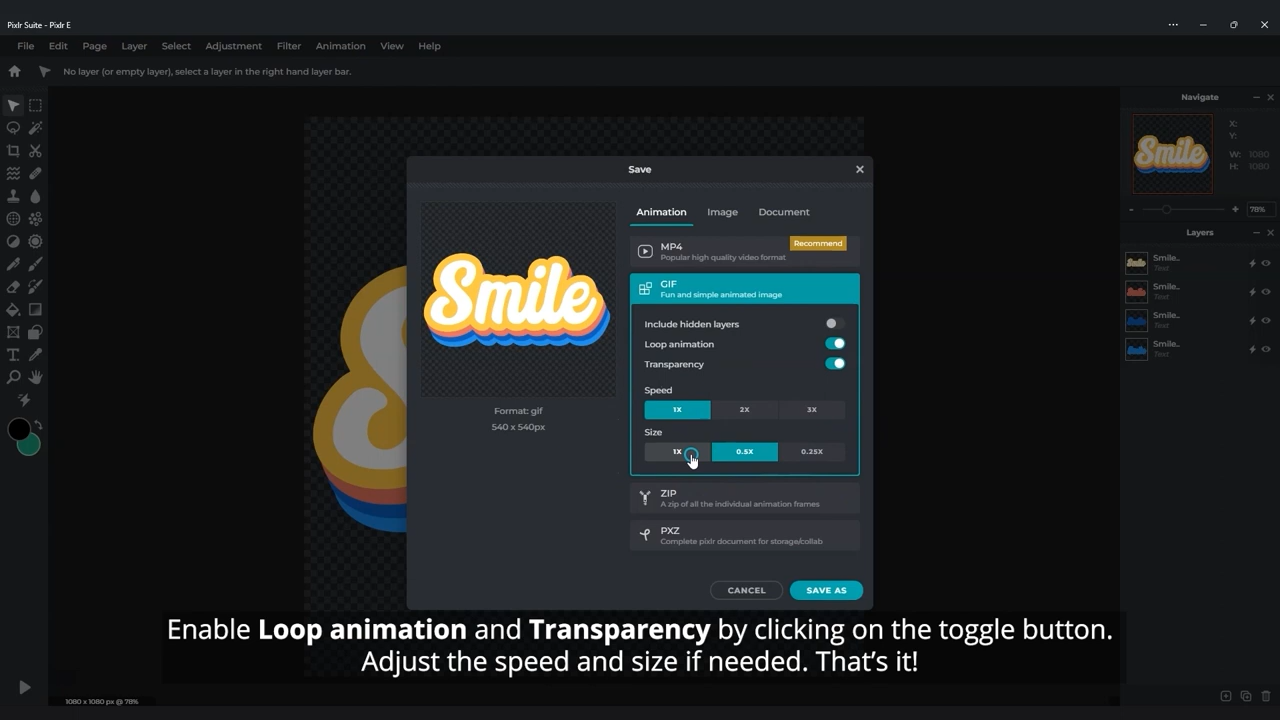 Pixlr Suite - Pixlr E
File Edit Page Layer Select Adjustment Filter Animation View Help
No layer (or empty layer), select a layer in the right hand layer bar.
Navigate
Smile
X:
Y:
W: 1080
H: 1080
78%
Layers
Smile..
Text
Smile..
Text
Smile..
Text
Smile..
Text
Save
Smile
Format: gif
540 x 540px
Animation Image Document
Recommend
MP4
Popular high quality video format
GIF
Fun and simple animated image
Include hidden layers
Loop animation
Transparency
Speed
1X 2X 3X
Size
1X 0.5X 0.25X
ZIP
A zip of all the individual animation frames
PXZ
Complete pixlr document for storage/collab
CANCEL SAVE AS
Enable Loop animation and Transparency by clicking on the toggle button.
Adjust the speed and size if needed. That's it!
1080 x 1080 px @ 78%